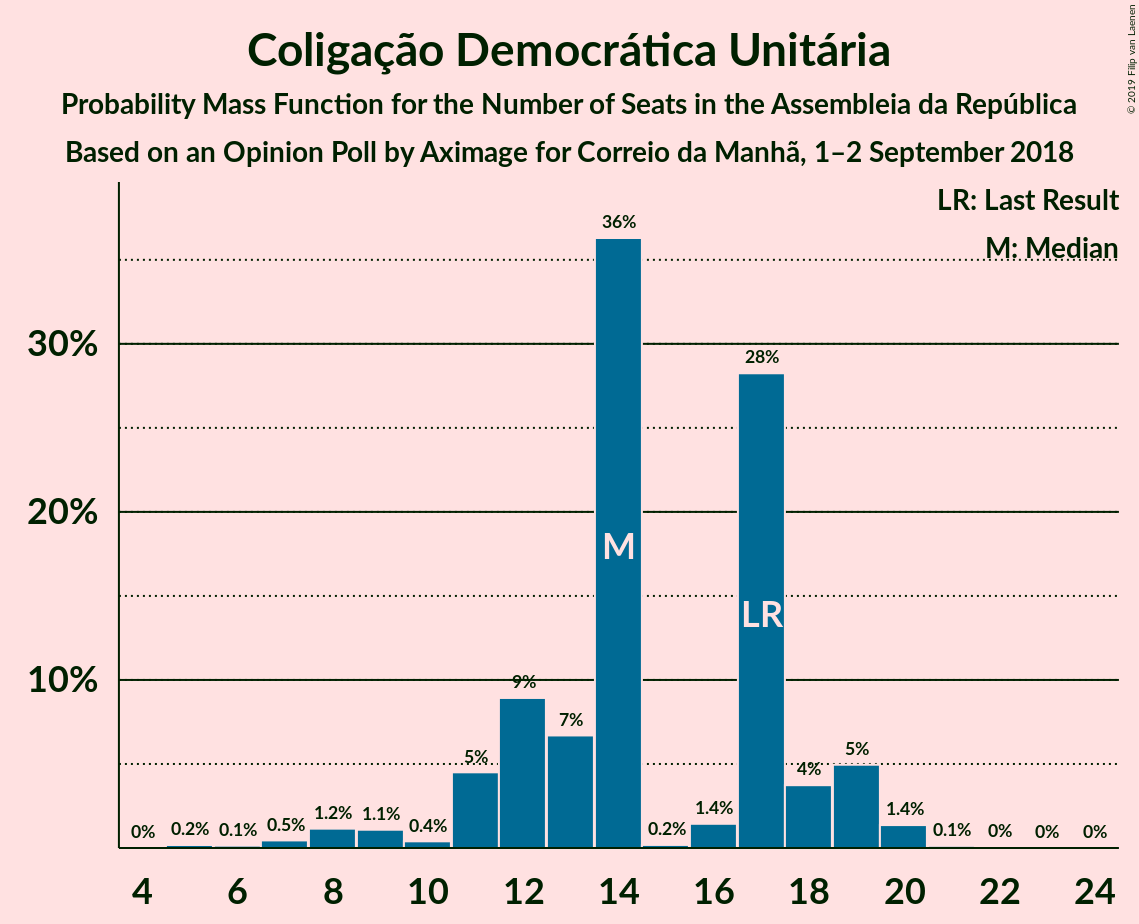 Coligação Democrática Unitária
Probability Mass Function for the Number of Seats in the Assembleia da República
Based on an Opinion Poll by Aximage for Correio da Manhã, 1–2 September 2018
© 2019 Filip van Laenen
LR: Last Result
M: Median
30%
20%
10%
0%
0.2%
0.1%
0.5%
1.2%
1.1%
0.4%
5%
9%
7%
36%
0.2%
1.4%
28%
4%
5%
1.4%
0.1%
0%
0%
0%
M
LR
4 6 8 10 12 14 16 18 20 22 24